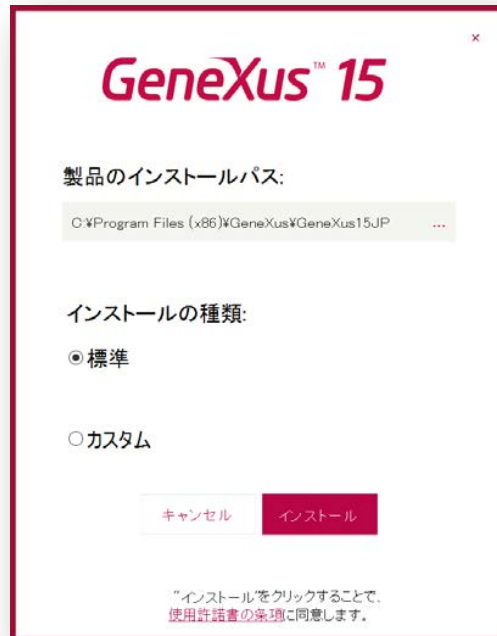 ×
GeneXus™ 15
製品のインストールパス:
C:¥Program Files (x86)¥GeneXus¥GeneXus15JP ...
インストールの種類:
標準
カスタム
キャンセル インストール
"インストール"をクリックすることで、
使用許諾書の条項に同意します。